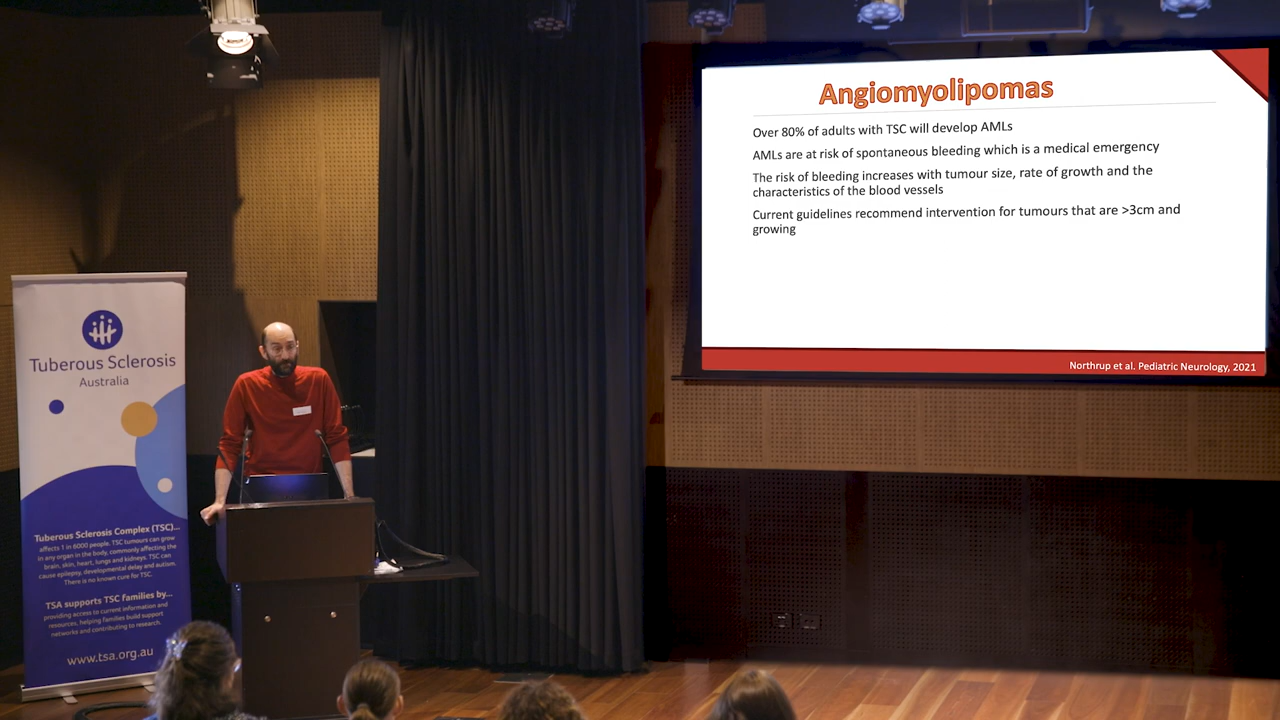 Angiomyolipomas
Over 80% of adults with TSC will develop AMLs
AMLs are at risk of spontaneous bleeding which is a medical emergency
The risk of bleeding increases with tumour size, rate of growth and the
characteristics of the blood vessels
Current guidelines recommend intervention for tumours that are >3cm and
growing
Northrup et al. Pediatric Neurology, 2021
Tuberous Sclerosis
Australia
Tuberous Sclerosis Complex (TSC)...
affects 1 in 6000 people. TSC tumours can grow
in any organ in the body, commonly affecting the
brain, skin, heart, lungs and kidneys. TSC can
cause epilepsy, developmental delay and autism.
There is no known cure for TSC.
TSA supports TSC families by...
providing access to current information and
resources, helping families build support
networks and contributing to research.
www.tsa.org.au